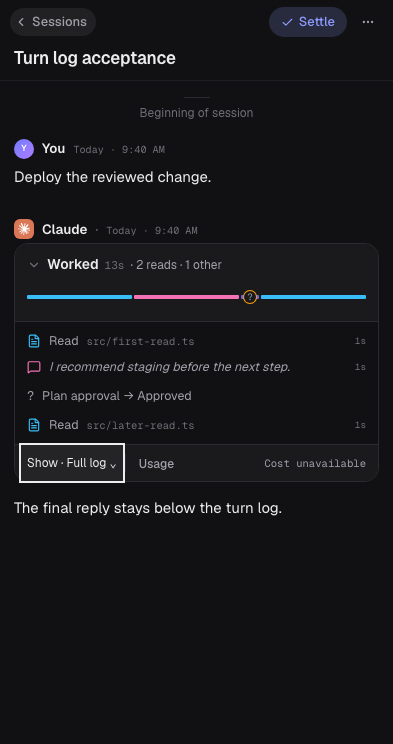 Sessions
Settle
Turn log acceptance
Beginning of session
Y You Today · 9:40 AM
Deploy the reviewed change.
Claude · Today · 9:40 AM
Worked 13s · 2 reads · 1 other
?
Read src/first-read.ts 1s
I recommend staging before the next step. 1s
? Plan approval → Approved
Read src/later-read.ts 1s
Show · Full log Usage Cost unavailable
The final reply stays below the turn log.